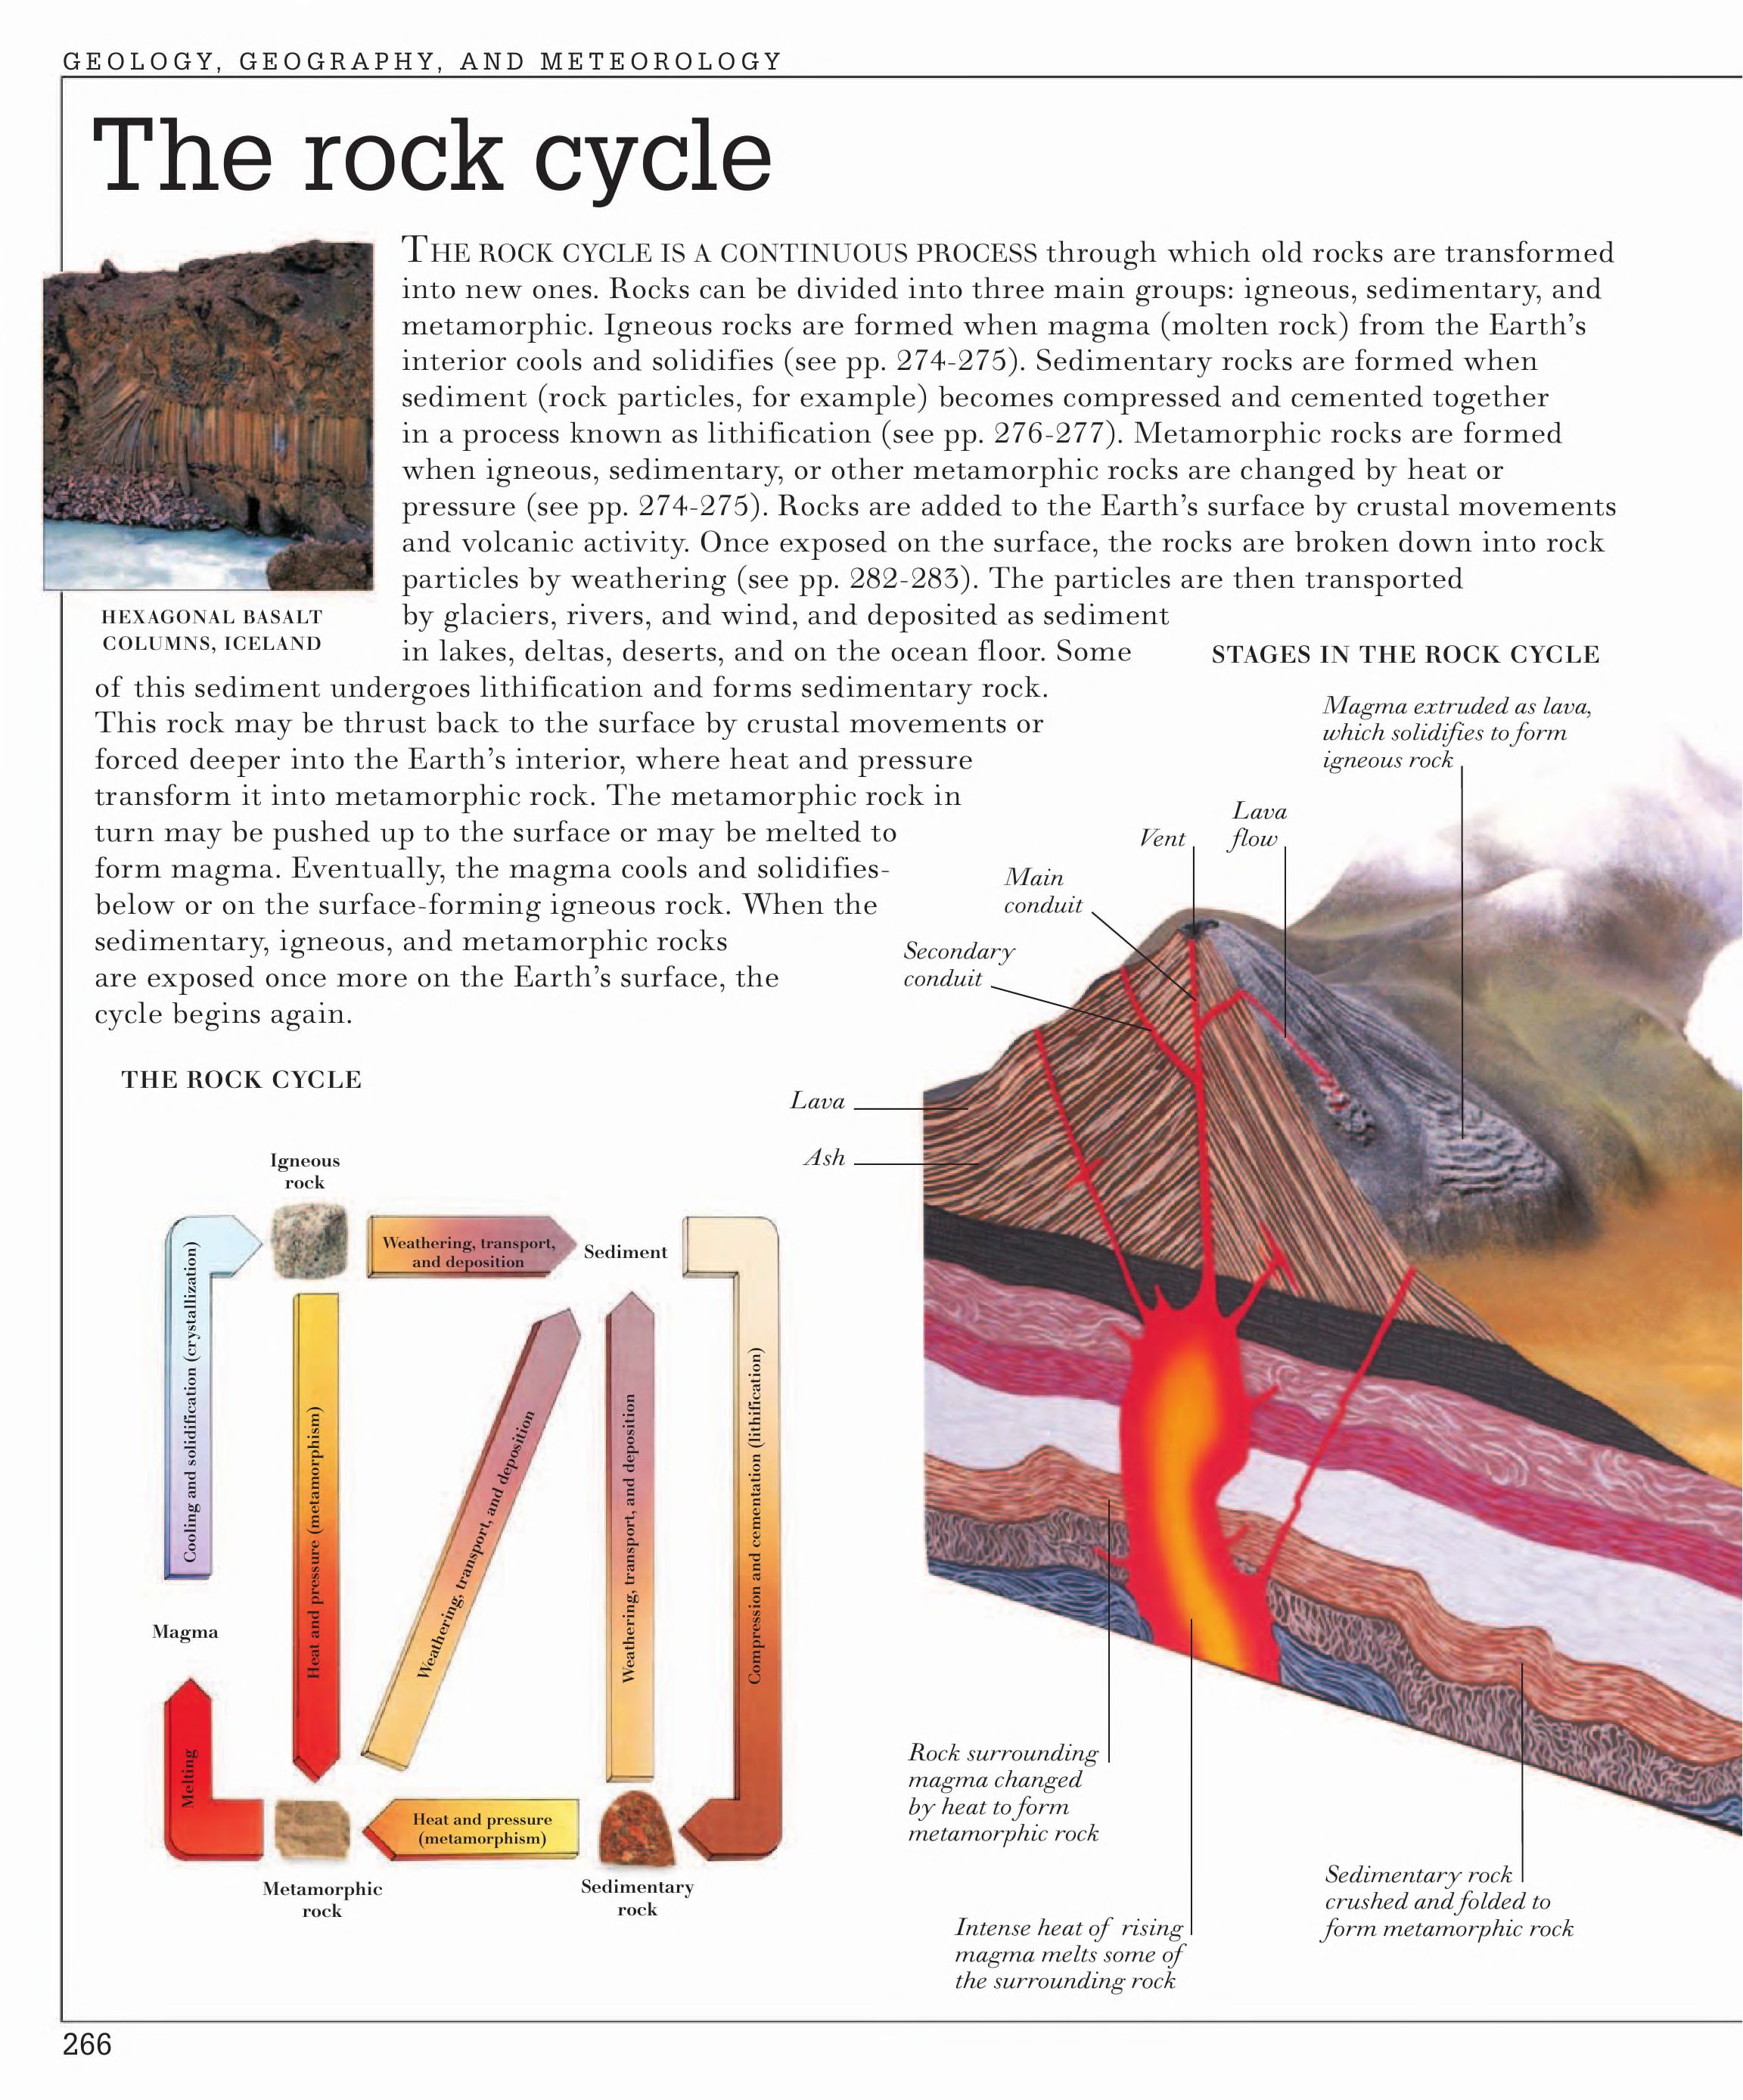 GEOLOGY, GEOGRAPHY, AND METEOROLOGY
The rock cycle
THE ROCK CYCLE IS A CONTINUOUS PROCESS through which old rocks are transformed
into new ones. Rocks can be divided into three main groups: igneous, sedimentary, and
metamorphic. Igneous rocks are formed when magma (molten rock) from the Earth's
interior cools and solidifies (see pp. 274-275). Sedimentary rocks are formed when
sediment (rock particles, for example) becomes compressed and cemented together
in a process known as lithification (see pp. 276-277). Metamorphic rocks are formed
when igneous, sedimentary, or other metamorphic rocks are changed by heat or
pressure (see pp. 274-275). Rocks are added to the Earth's surface by crustal movements
and volcanic activity. Once exposed on the surface, the rocks are broken down into rock
particles by weathering (see pp. 282-283). The particles are then transported
by glaciers, rivers, and wind, and deposited as sediment
in lakes, deltas, deserts, and on the ocean floor. Some
of this sediment undergoes lithification and forms sedimentary rock.
This rock may be thrust back to the surface by crustal movements or
forced deeper into the Earth's interior, where heat and pressure
transform it into metamorphic rock. The metamorphic rock in
turn may be pushed up to the surface or may be melted to
form magma. Eventually, the magma cools and solidifies-
below or on the surface-forming igneous rock. When the
sedimentary, igneous, and metamorphic rocks
are exposed once more on the Earth's surface, the
cycle begins again.
HEXAGONAL BASALT
COLUMNS, ICELAND
THE ROCK CYCLE
Igneous
rock
Weathering, transport,
and deposition
Sediment
Cooling and solidification (crystallization)
Heat and pressure (metamorphism)
Weathering, transport, and deposition
Weathering, transport, and deposition
Compression and cementation (lithification)
Magma
Melting
Heat and pressure
(metamorphism)
Metamorphic
rock
Sedimentary
rock
STAGES IN THE ROCK CYCLE
Magma extruded as lava,
which solidifies to form
igneous rock
Lava
flow
Vent
Main
conduit
Secondary
conduit
Lava
Ash
Rock surrounding
magma changed
by heat to form
metamorphic rock
Intense heat of rising
magma melts some of
the surrounding rock
Sedimentary rock
crushed and folded to
form metamorphic rock
266